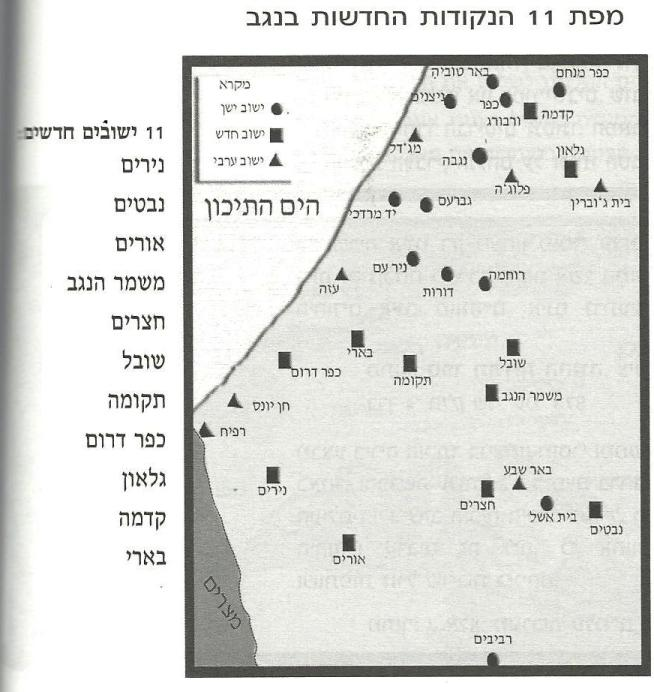 מפת 11 הנקודות החדשות בנגב
11 ישובים חדשים:
נירים
נבטים
אורים
משמר הנגב
חצרים
שובל
תקומה
כפר דרום
גלאון
קדמה
בארי
מקרא
ישוב ישן
ישוב חדש
ישוב ערבי
הים התיכון
באר טוביה
כפר מנחם
ניצנים
כפר
ורבורג
קדמה
מג'דל
נגבה
גלאון
פלוג'ה
בית ג'וברין
יד מרדכי
גברעם
ניר עם
עזה
דורות
רוחמה
בארי
שובל
כפר דרום
תקומה
משמר הנגב
חן יונס
רפיח
באר שבע
נירים
חצרים
בית אשל
נבטים
אורים
מצרים
רביבים